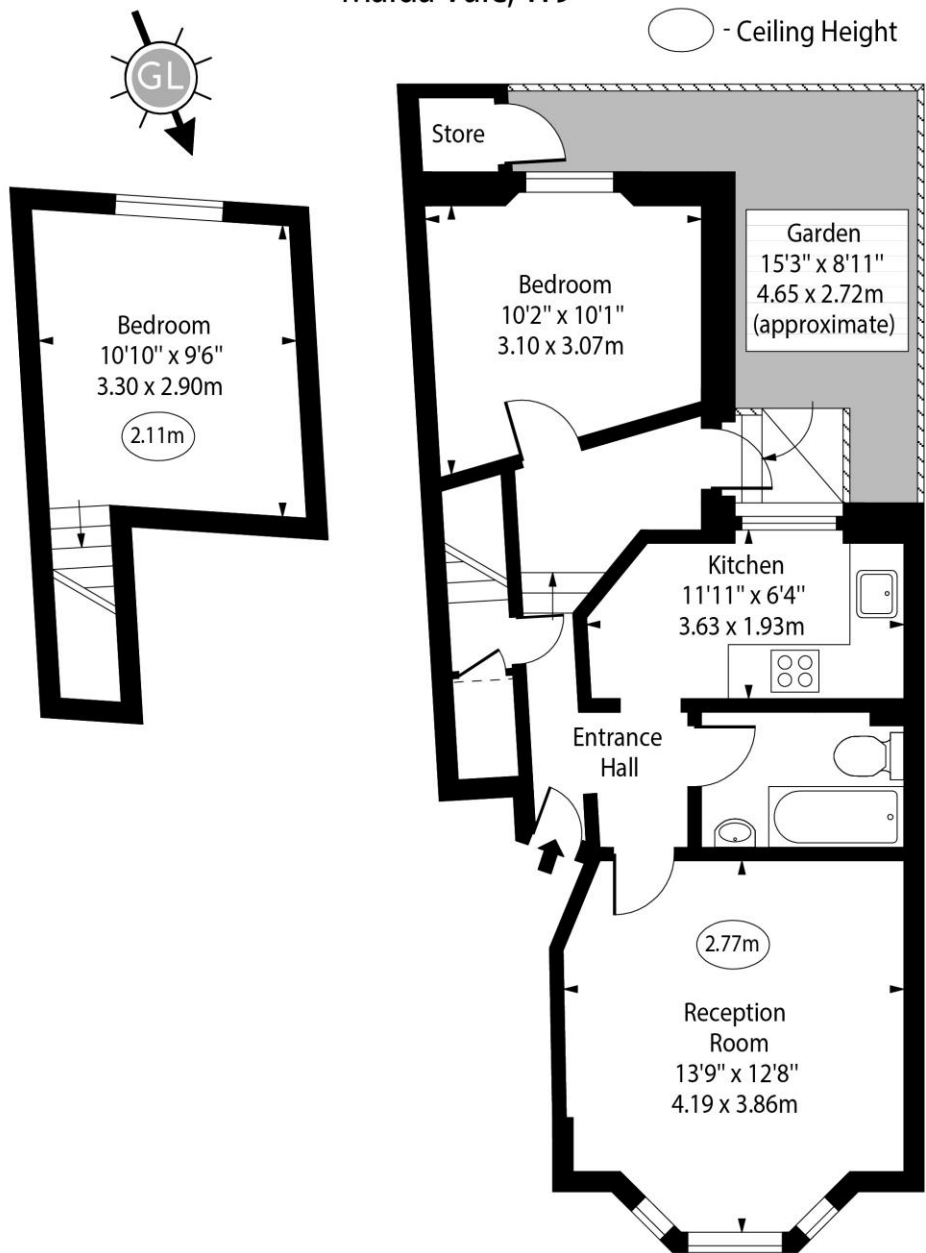 - Ceiling Height
GL
Store
Garden
15'3" x 8'11"
4.65 x 2.72m
(approximate)
Bedroom
10'2" x 10'1"
3.10 x 3.07m
Bedroom
10'10" x 9'6"
3.30 x 2.90m
2.11m
Kitchen
11'11" x 6'4"
3.63 x 1.93m
Entrance
Hall
2.77m
Reception
Room
13'9" x 12'8"
4.19 x 3.86m